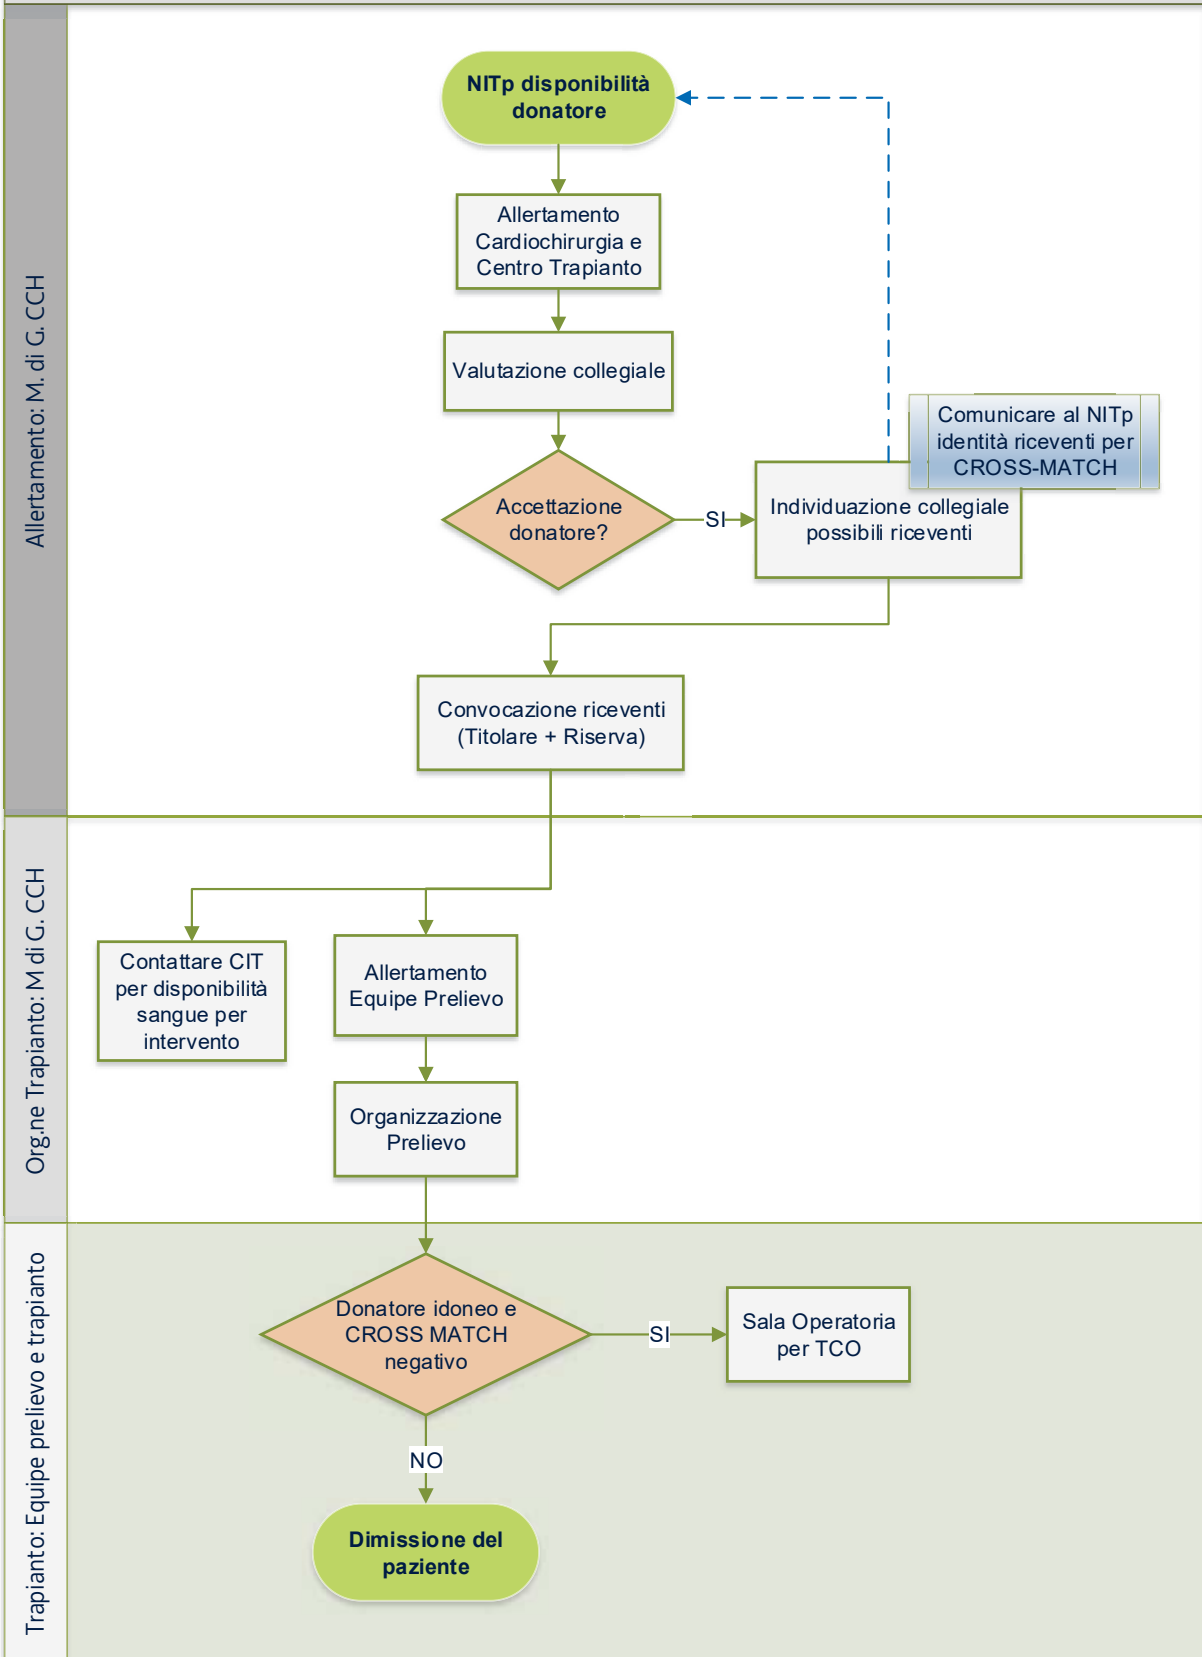 Allertamento: M. di G. CCH
NITp disponibilità
donatore
Allertamento
Cardiochirurgia e
Centro Trapianto
Valutazione collegiale
Accettazione
donatore?
SI
Comunicare al NITp
identità riceventi per
CROSS-MATCH
Individuazione collegiale
possibili riceventi
Convocazione riceventi
(Titolare + Riserva)
Org.ne Trapianto: M di G. CCH
Contattare CIT
per disponibilità
sangue per
intervento
Allertamento
Equipe Prelievo
Organizzazione
Prelievo
Trapianto: Equipe prelievo e trapianto
Donatore idoneo e
CROSS MATCH
negativo
SI
Sala Operatoria
per TCO
NO
Dimissione del
paziente